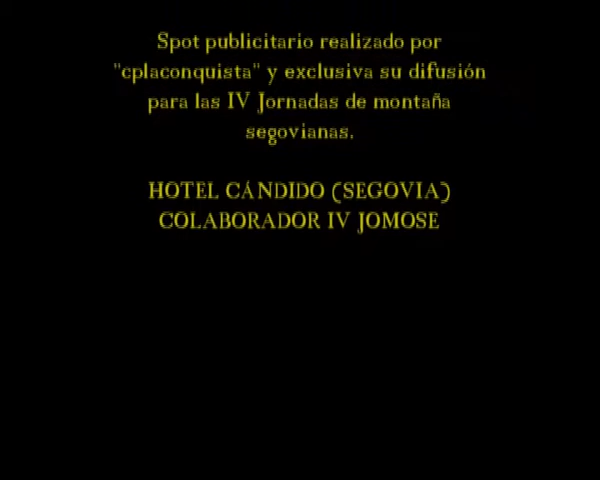 Spot publicitario realizado por
"cplaconquista" y exclusiva su difusión
para las IV Jornadas de montaña
segovianas.
HOTEL CÁNDIDO (SEGOVIA)
COLABORADOR IV JOMOSE